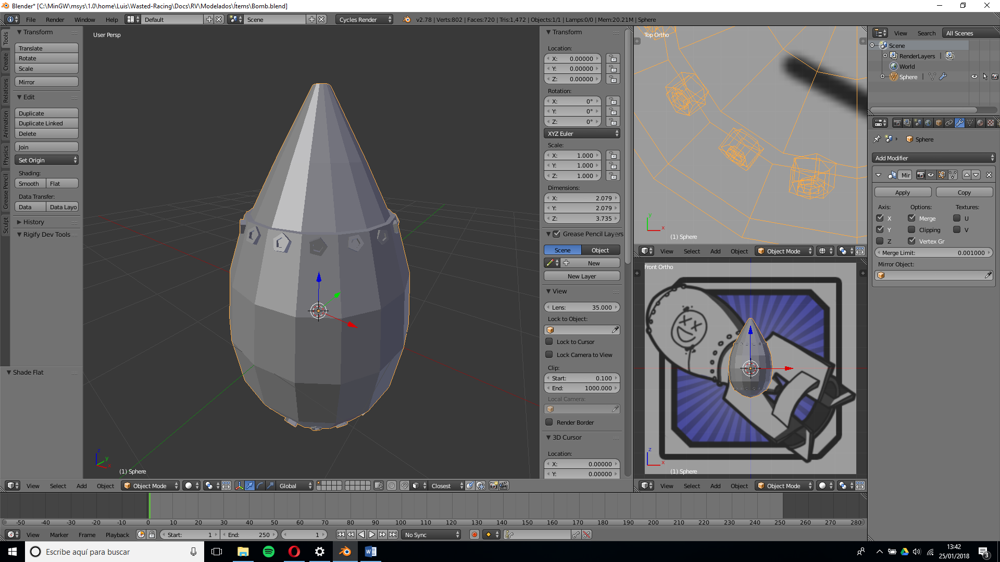 Blender* [C:\MinGW\msys\1.0\home\Luis\Wasted-Racing\Docs\RV\Modelados\Ítems\Bomb.blend]
File Render Window Help Default Scene Cycles Render v2.78 | Verts:802 | Faces:720 | Tris:1,472 | Objects:1/1 | Lamps:0/0 | Mem:20.21M | Sphere
Tools
Create
Relations
Animation
Physics
Grease Pencil
Sculpt
Transform
Translate
Rotate
Scale
Mirror
Edit
Duplicate
Duplicate Linked
Delete
Join
Set Origin
Shading:
Smooth Flat
Data Transfer:
Data Data Layo
History
Rigify Dev Tools
Shade Flat
User Persp
z
y
x
(1) Sphere
Transform
Location:
X: 0.00000
Y: 0.00000
Z: 0.00000
Rotation:
X: 0°
Y: 0°
Z: 0°
XYZ Euler
Scale:
X: 1.000
Y: 1.000
Z: 1.000
Dimensions:
X: 2.079
Y: 2.079
Z: 3.735
Grease Pencil Layers
Scene Object
New
New Layer
View
Lens: 35.000
Lock to Object:
Lock to Cursor
Lock Camera to View
Clip:
Start: 0.100
End: 1000.000
Local Camera:
Render Border
3D Cursor
Location:
X: 0.00000
Y: 0.00000
Top Ortho
y
x
(1) Sphere
View Select Add Object Object Mode
Front Ortho
z
x
(1) Sphere
View Select Add Object Object Mode
View Search All Scenes
Scene
RenderLayers |
World
Sphere |
Sphere
Add Modifier
Mir
Apply Copy
Axis: Options: Textures:
X Merge U
Y Clipping V
Z Vertex Gr
Merge Limit: 0.001000
Mirror Object:
View Select Add Object Object Mode Global Closest
-50 -40 -30 -20 -10 0 10 20 30 40 50 60 70 80 90 100 110 120 130 140 150 160 170 180 190 200 210 220 230 240 250 260 270 280
View Marker Frame Playback Start: 1 End: 250 1 No Sync
Escribe aquí para buscar
13:42
25/01/2018
3